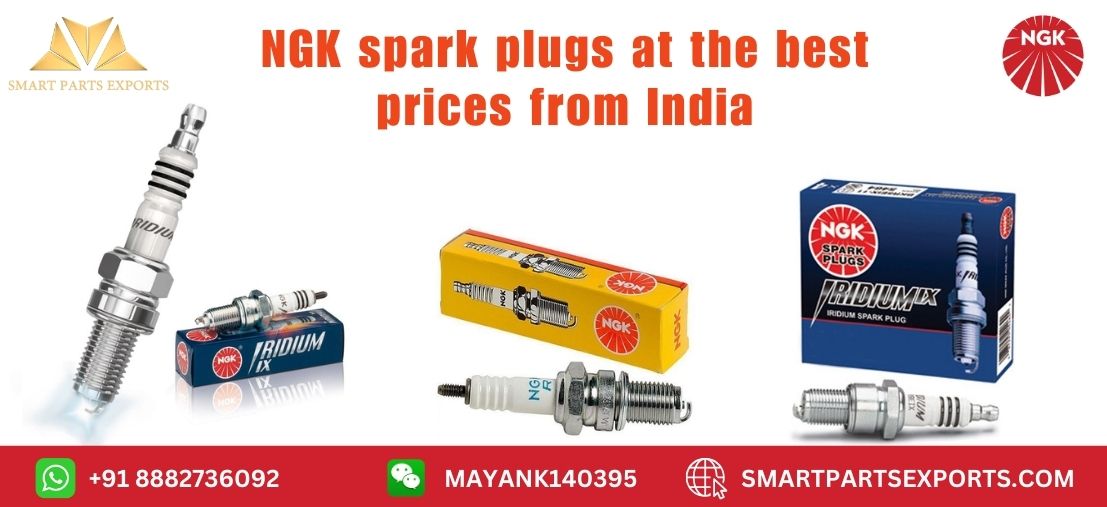 SMART PARTS EXPORTS
NGK spark plugs at the best
prices from India
NGK
IRIDIUM
NGK
IRIDIUM
IX
NGK
NGK
NGK
R
NGK
SPARK
PLUGS
IRIDIUM IX
IRIDIUM SPARK PLUG
+91 8882736092
MAYANK140395
SMARTPARTSEXPORTS.COM